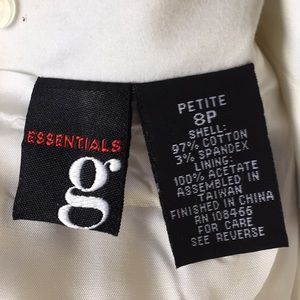 ESSENTIALS
g
PETITE
8P
SHELL:
97% COTTON
3% SPANDEX
LINING:
100% ACETATE
ASSEMBLED IN
TAIWAN
FINISHED IN CHINA
RN 108466
FOR CARE
SEE REVERSE